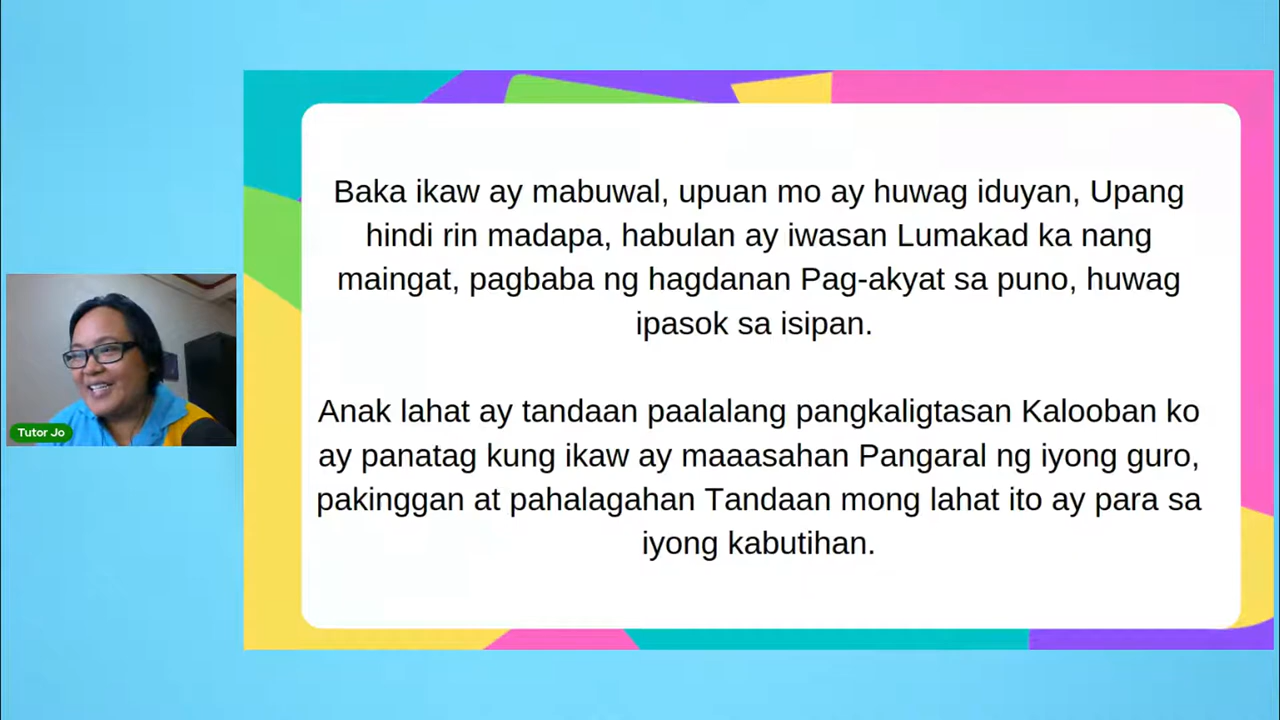 Baka ikaw ay mabuwal, upuan mo ay huwag iduyan, Upang
hindi rin madapa, habulan ay iwasan Lumakad ka nang
maingat, pagbaba ng hagdanan Pag-akyat sa puno, huwag
ipasok sa isipan.
Anak lahat ay tandaan paalalang pangkaligtasan Kalooban ko
ay panatag kung ikaw ay maaasahan Pangaral ng iyong guro,
pakinggan at pahalagahan Tandaan mong lahat ito ay para sa
iyong kabutihan.
Tutor Jo